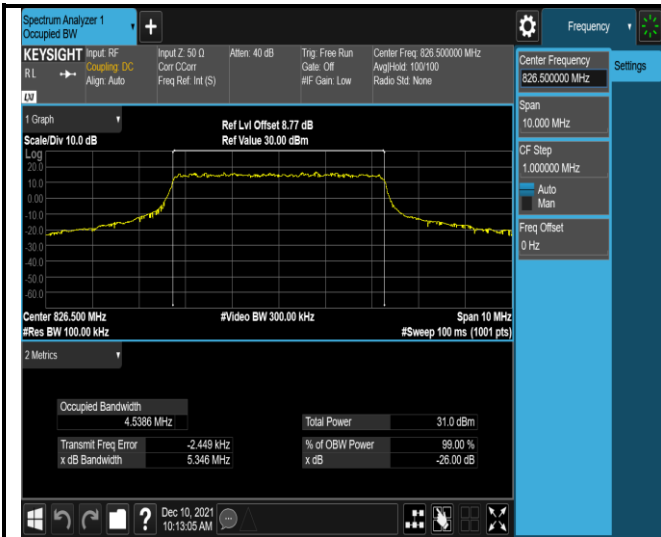 Spectrum Analyzer 1
Occupied BW
+
Frequency
KEYSIGHT
R L
LXI
Input: RF
Coupling: DC
Align: Auto
Input Z: 50 Ω
Corr CCorr
Freq Ref: Int (S)
Atten: 40 dB
Trig: Free Run
Gate: Off
#IF Gain: Low
Center Freq: 826.500000 MHz
Avg|Hold: 100/100
Radio Std: None
Center Frequency
826.500000 MHz
Settings
Span
10.000 MHz
CF Step
1.000000 MHz
Auto
Man
Freq Offset
0 Hz
1 Graph
Scale/Div 10.0 dB
Ref Lvl Offset 8.77 dB
Ref Value 30.00 dBm
Log
20.0
10.0
0.00
-10.0
-20.0
-30.0
-40.0
-50.0
-60.0
Center 826.500 MHz
#Video BW 300.00 kHz
Span 10 MHz
#Res BW 100.00 kHz
#Sweep 100 ms (1001 pts)
2 Metrics
Occupied Bandwidth
4.5386 MHz
Total Power 31.0 dBm
Transmit Freq Error -2.449 kHz
% of OBW Power 99.00 %
x dB Bandwidth 5.346 MHz
x dB -26.00 dB
?
Dec 10, 2021
10:13:05 AM